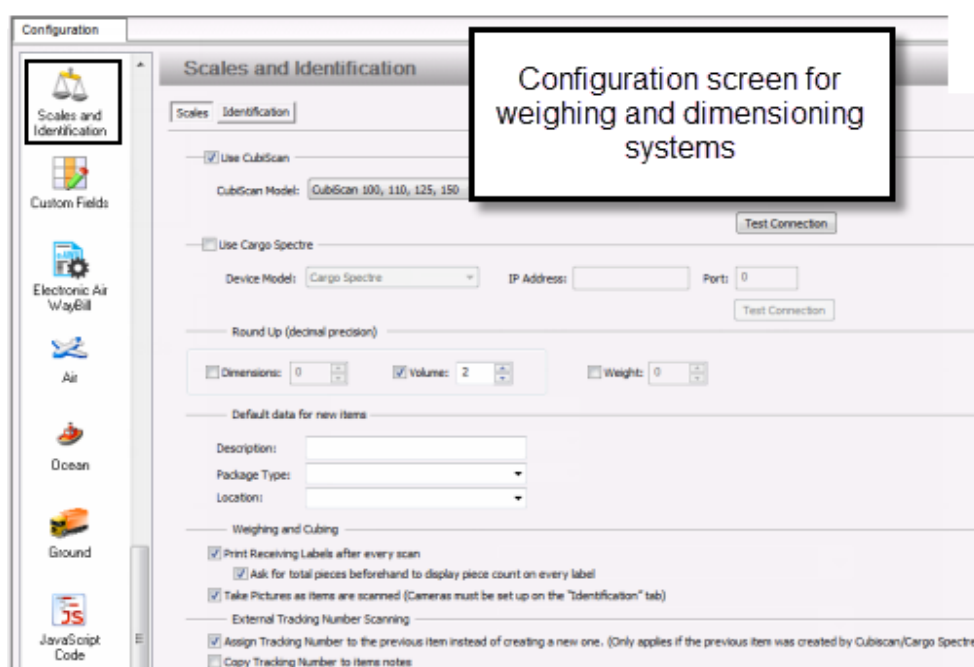 Configuration
Scales and Identification
Configuration screen for
weighing and dimensioning
systems
Scales and
Identification
Custom Fields
Electronic Air
WayBill
Air
Ocean
Ground
JS
JavaScript
Code
Scales Identification
Use CubiScan
CubiScan Model: CubiScan 100, 110, 125, 150
Test Connection
Use Cargo Spectre
Device Model: Cargo Spectre IP Address: Port: 0
Test Connection
Round Up (decimal precision)
Dimensions: 0 Volume: 2 Weight: 0
Default data for new items
Description:
Package Type:
Location:
Weighing and Cubing
Print Receiving Labels after every scan
Ask for total pieces beforehand to display piece count on every label
Take Pictures as items are scanned (Cameras must be set up on the "Identification" tab)
External Tracking Number Scanning
Assign Tracking Number to the previous item instead of creating a new one. (Only applies if the previous item was created by Cubiscan/Cargo Spectre
Copy Tracking Number to items notes